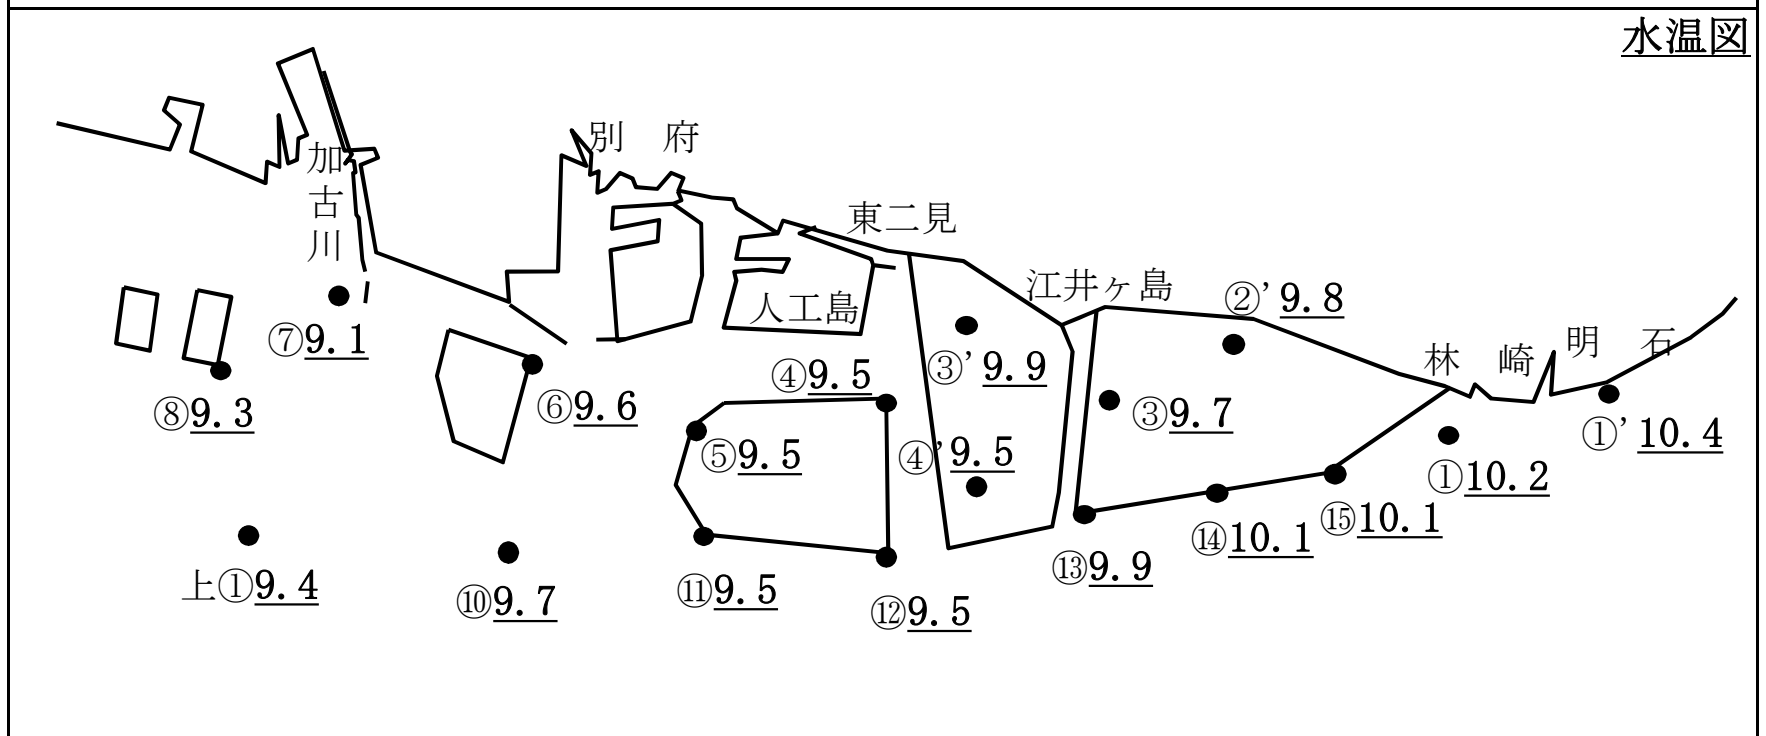 水温図
別　府
加
古
川
東二見
江井ヶ島
人工島
②’9.8
⑦9.1
林　崎
明　石
③’9.9
④9.5
⑧9.3
⑥9.6
③9.7
①’10.4
⑤9.5
④’9.5
①10.2
⑮10.1
⑭10.1
⑬9.9
上①9.4
⑩9.7
⑪9.5
⑫9.5